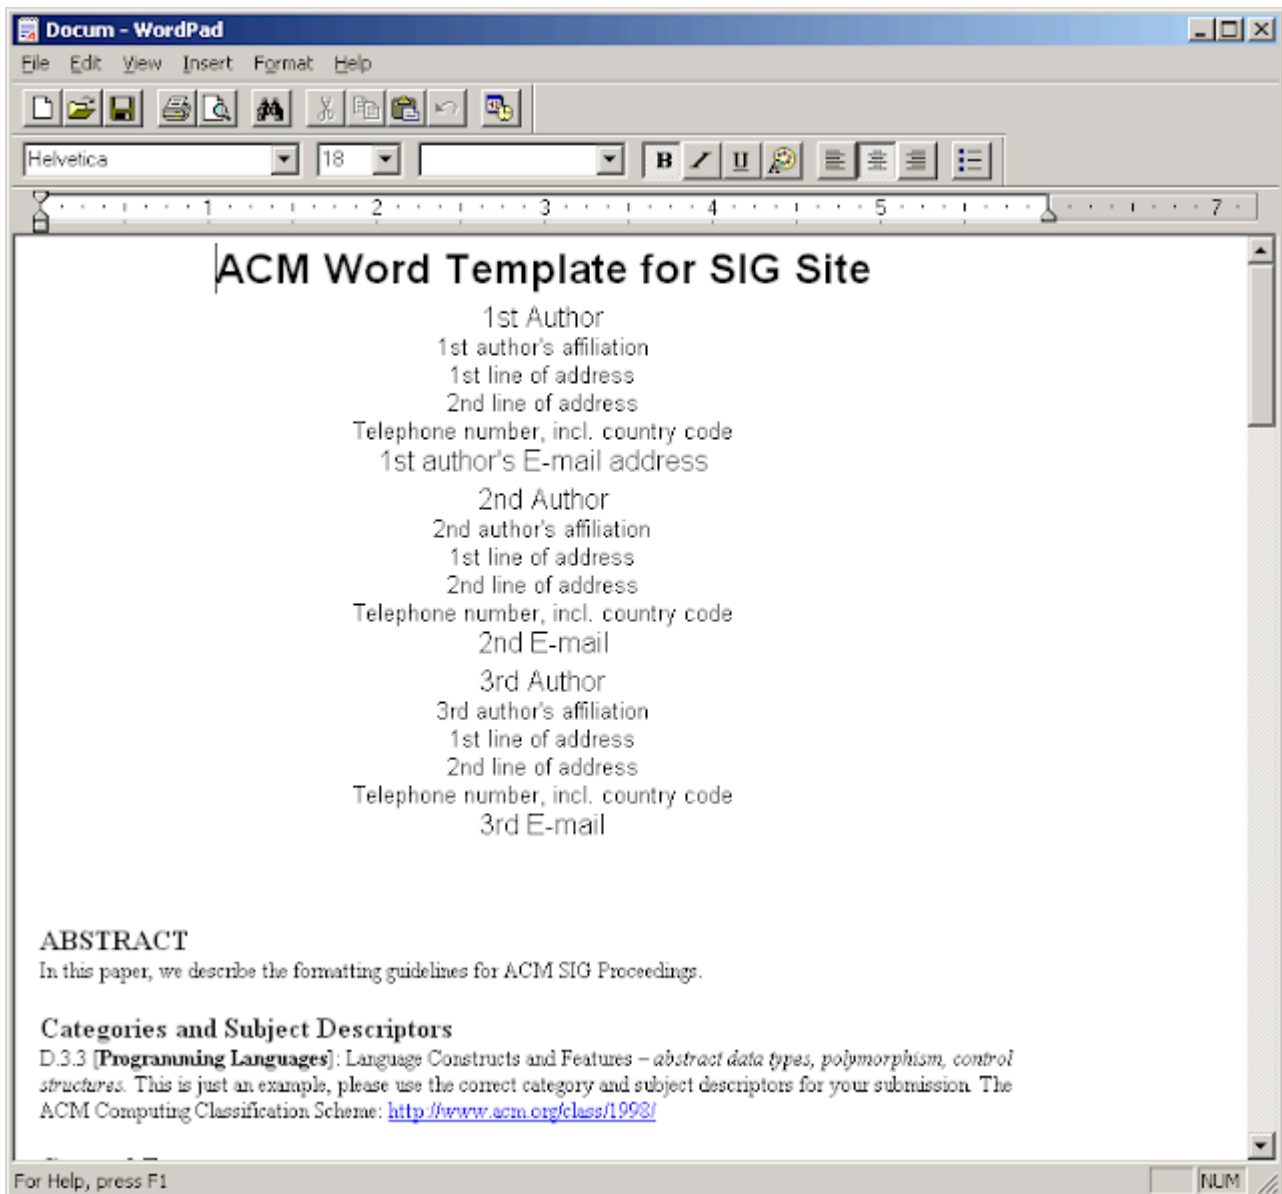 Docum - WordPad
File Edit View Insert Format Help
Helvetica 18 B I U
1 2 3 4 5 7
ACM Word Template for SIG Site
1st Author
1st author's affiliation
1st line of address
2nd line of address
Telephone number, incl. country code
1st author's E-mail address
2nd Author
2nd author's affiliation
1st line of address
2nd line of address
Telephone number, incl. country code
2nd E-mail
3rd Author
3rd author's affiliation
1st line of address
2nd line of address
Telephone number, incl. country code
3rd E-mail
ABSTRACT
In this paper, we describe the formatting guidelines for ACM SIG Proceedings.
Categories and Subject Descriptors
D.3.3 [Programming Languages]: Language Constructs and Features – abstract data types, polymorphism, control
structures. This is just an example, please use the correct category and subject descriptors for your submission. The
ACM Computing Classification Scheme: http://www.acm.org/class/1998/
For Help, press F1 NUM